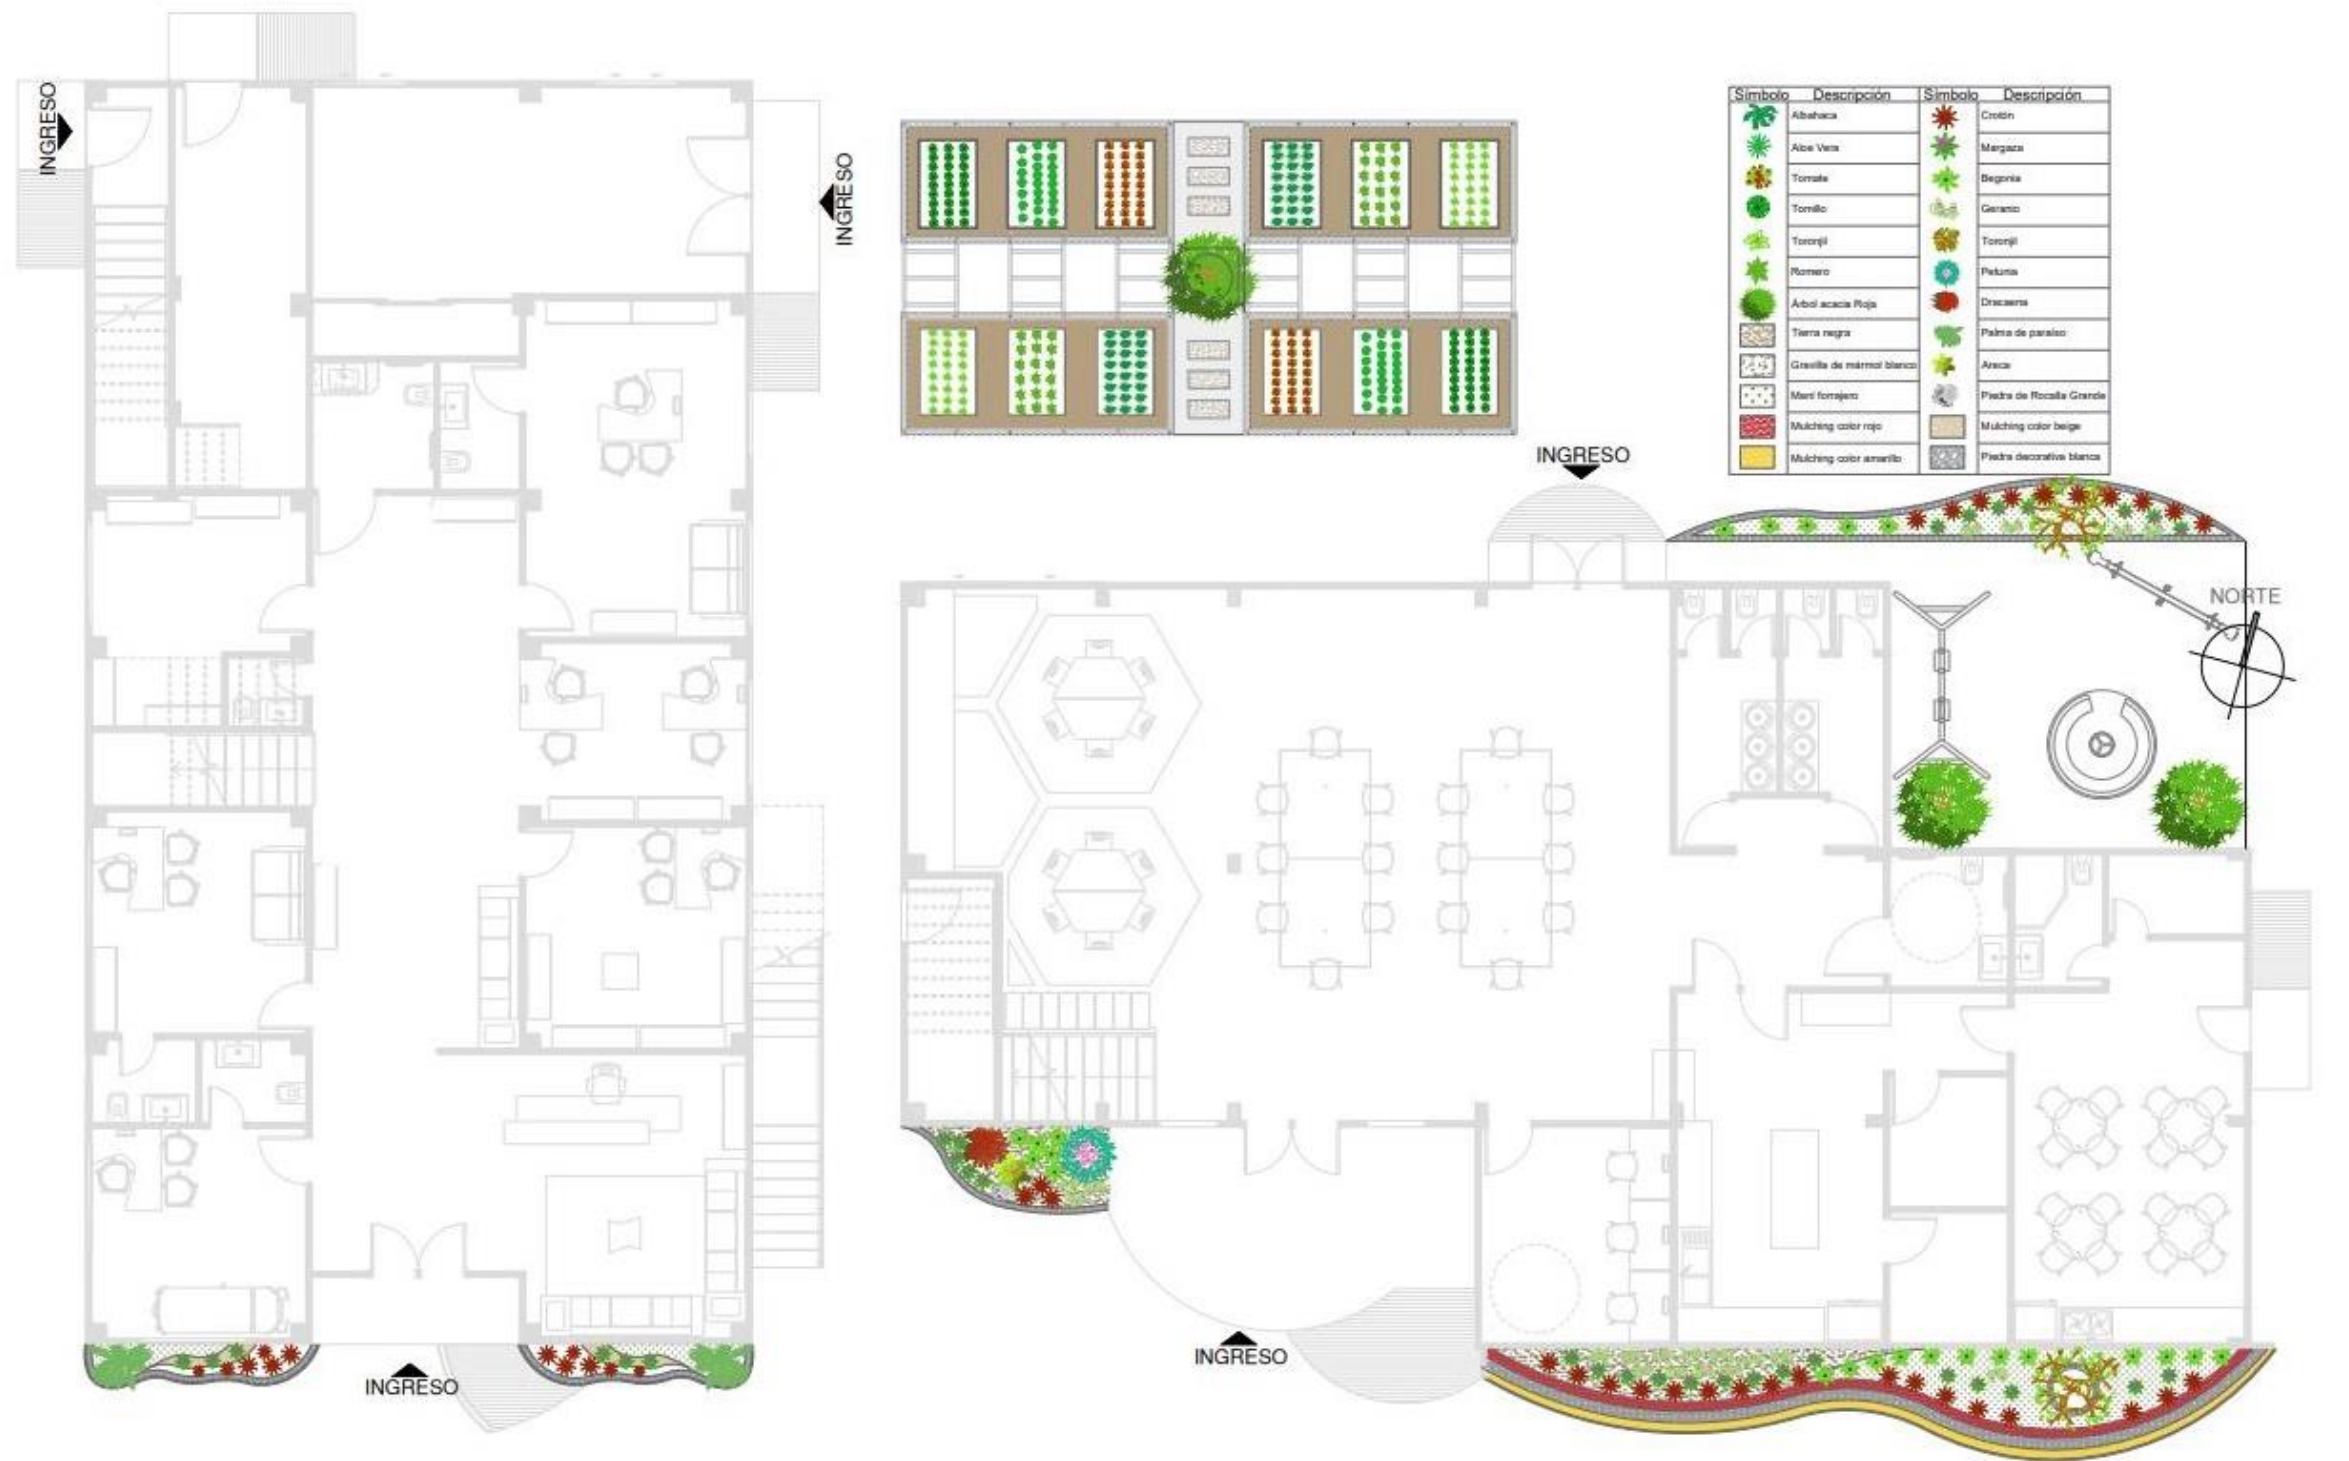 INGRESO
INGRESO
INGRESO
Símbolo Descripción Símbolo Descripción
Albahaca Crotón
Aloe Vera Margaza
Tomate Begonia
Tomillo Geranio
Toronjil Toronjil
Romero Petunia
Árbol acacia Roja Dracaena
Tierra negra Palma de paraíso
Gravilla de mármol blanco Areca
Maní forrajero Piedra de Rocalla Grande
Mulching color rojo Mulching color beige
Mulching color amarillo Piedra decorativa blanca
NORTE
INGRESO
INGRESO